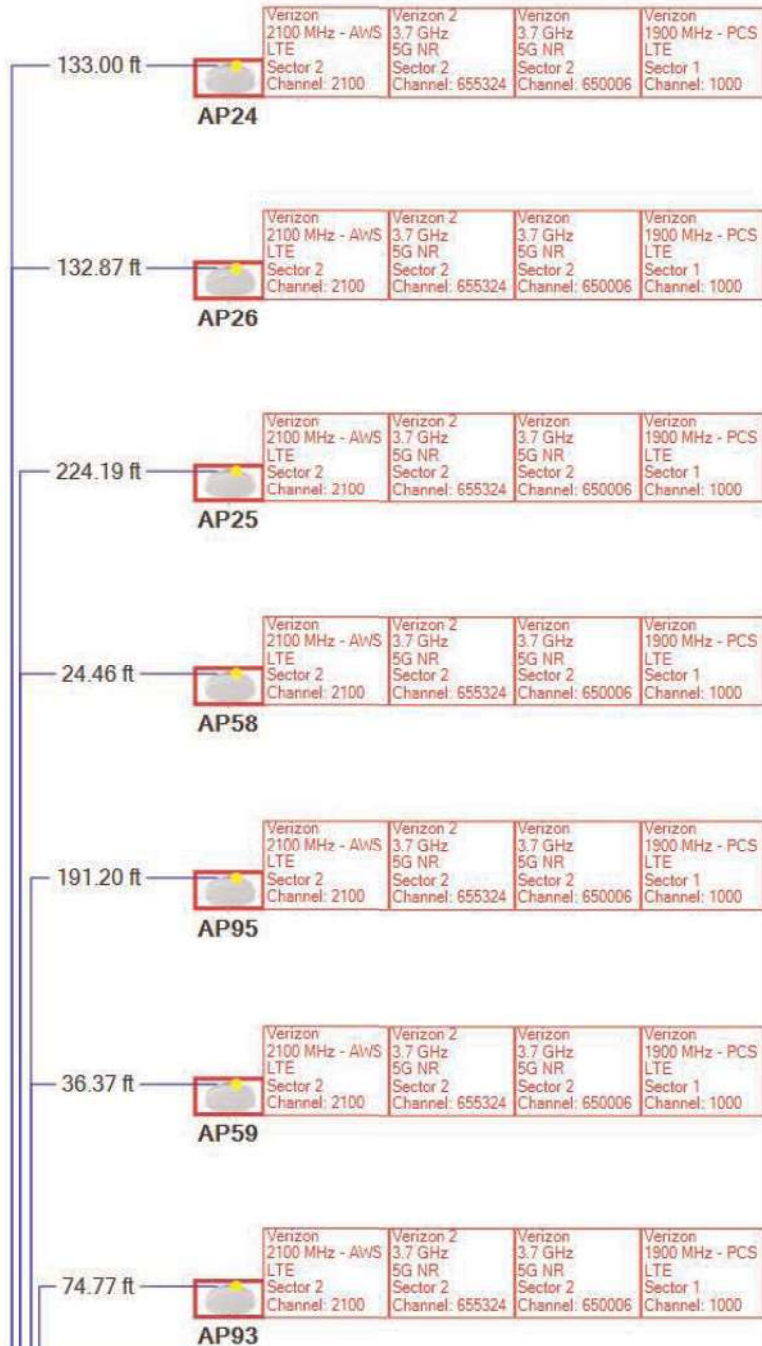 133.00 ft
Verizon
2100 MHz - AWS
LTE
Sector 2
Channel: 2100
Verizon 2
3.7 GHz
5G NR
Sector 2
Channel: 655324
Verizon
3.7 GHz
5G NR
Sector 2
Channel: 650006
Verizon
1900 MHz - PCS
LTE
Sector 1
Channel: 1000
AP24
132.87 ft
Verizon
2100 MHz - AWS
LTE
Sector 2
Channel: 2100
Verizon 2
3.7 GHz
5G NR
Sector 2
Channel: 655324
Verizon
3.7 GHz
5G NR
Sector 2
Channel: 650006
Verizon
1900 MHz - PCS
LTE
Sector 1
Channel: 1000
AP26
224.19 ft
Verizon
2100 MHz - AWS
LTE
Sector 2
Channel: 2100
Verizon 2
3.7 GHz
5G NR
Sector 2
Channel: 655324
Verizon
3.7 GHz
5G NR
Sector 2
Channel: 650006
Verizon
1900 MHz - PCS
LTE
Sector 1
Channel: 1000
AP25
24.46 ft
Verizon
2100 MHz - AWS
LTE
Sector 2
Channel: 2100
Verizon 2
3.7 GHz
5G NR
Sector 2
Channel: 655324
Verizon
3.7 GHz
5G NR
Sector 2
Channel: 650006
Verizon
1900 MHz - PCS
LTE
Sector 1
Channel: 1000
AP58
191.20 ft
Verizon
2100 MHz - AWS
LTE
Sector 2
Channel: 2100
Verizon 2
3.7 GHz
5G NR
Sector 2
Channel: 655324
Verizon
3.7 GHz
5G NR
Sector 2
Channel: 650006
Verizon
1900 MHz - PCS
LTE
Sector 1
Channel: 1000
AP95
36.37 ft
Verizon
2100 MHz - AWS
LTE
Sector 2
Channel: 2100
Verizon 2
3.7 GHz
5G NR
Sector 2
Channel: 655324
Verizon
3.7 GHz
5G NR
Sector 2
Channel: 650006
Verizon
1900 MHz - PCS
LTE
Sector 1
Channel: 1000
AP59
74.77 ft
Verizon
2100 MHz - AWS
LTE
Sector 2
Channel: 2100
Verizon 2
3.7 GHz
5G NR
Sector 2
Channel: 655324
Verizon
3.7 GHz
5G NR
Sector 2
Channel: 650006
Verizon
1900 MHz - PCS
LTE
Sector 1
Channel: 1000
AP93